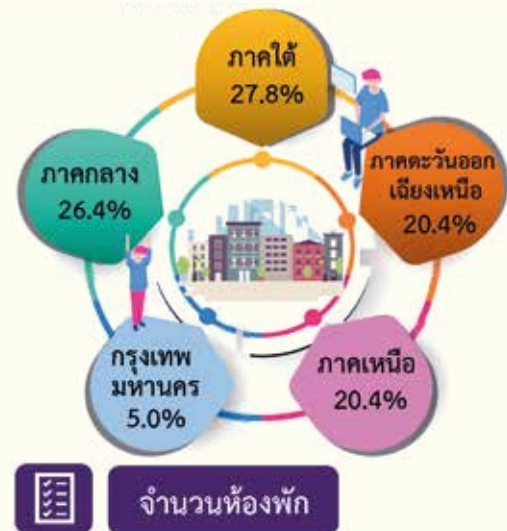 ภาคใต้
27.8%
ภาคตะวันออก
เฉียงเหนือ
20.4%
ภาคกลาง
26.4%
กรุงเทพ
มหานคร
5.0%
ภาคเหนือ
20.4%
จำนวนห้องพัก